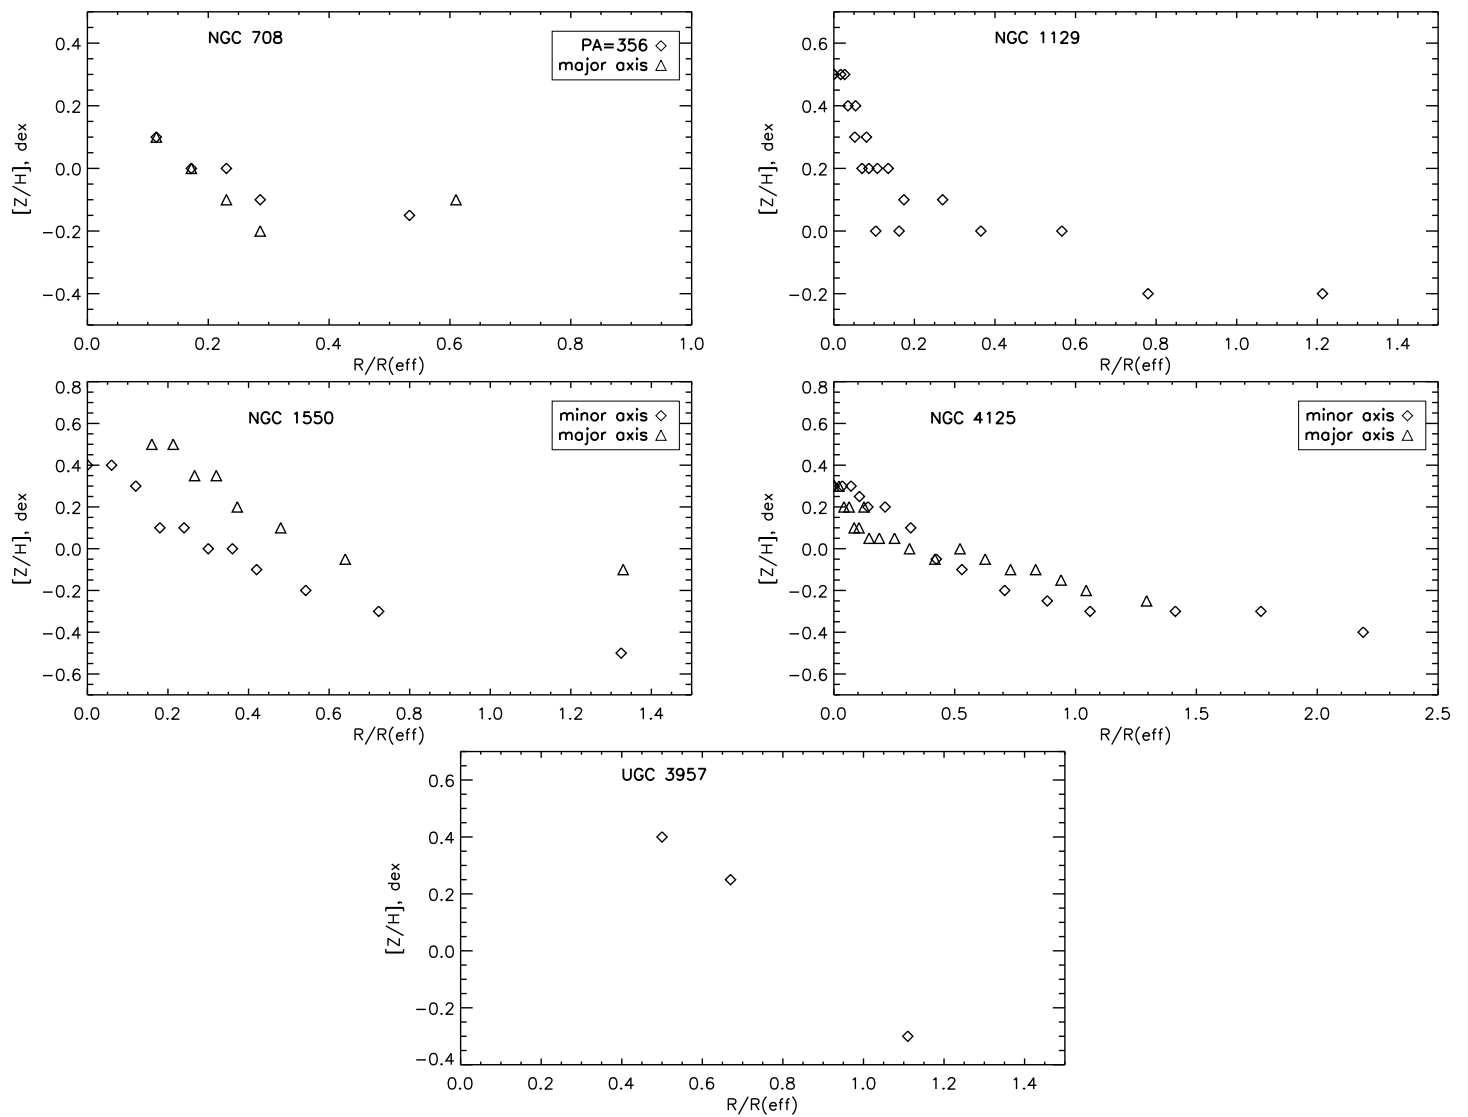 NGC 708
PA=356
major axis
[Z/H], dex
0.4
0.2
0.0
−0.2
−0.4
0.0 0.2 0.4 0.6 0.8 1.0
R/R(eff)
NGC 1129
[Z/H], dex
0.6
0.4
0.2
0.0
−0.2
0.0 0.2 0.4 0.6 0.8 1.0 1.2 1.4
R/R(eff)
NGC 1550
minor axis
major axis
[Z/H], dex
0.8
0.6
0.4
0.2
0.0
−0.2
−0.4
−0.6
0.0 0.2 0.4 0.6 0.8 1.0 1.2 1.4
R/R(eff)
NGC 4125
minor axis
major axis
[Z/H], dex
0.8
0.6
0.4
0.2
0.0
−0.2
−0.4
−0.6
0.0 0.5 1.0 1.5 2.0 2.5
R/R(eff)
UGC 3957
[Z/H], dex
0.6
0.4
0.2
0.0
−0.2
−0.4
0.0 0.2 0.4 0.6 0.8 1.0 1.2 1.4
R/R(eff)